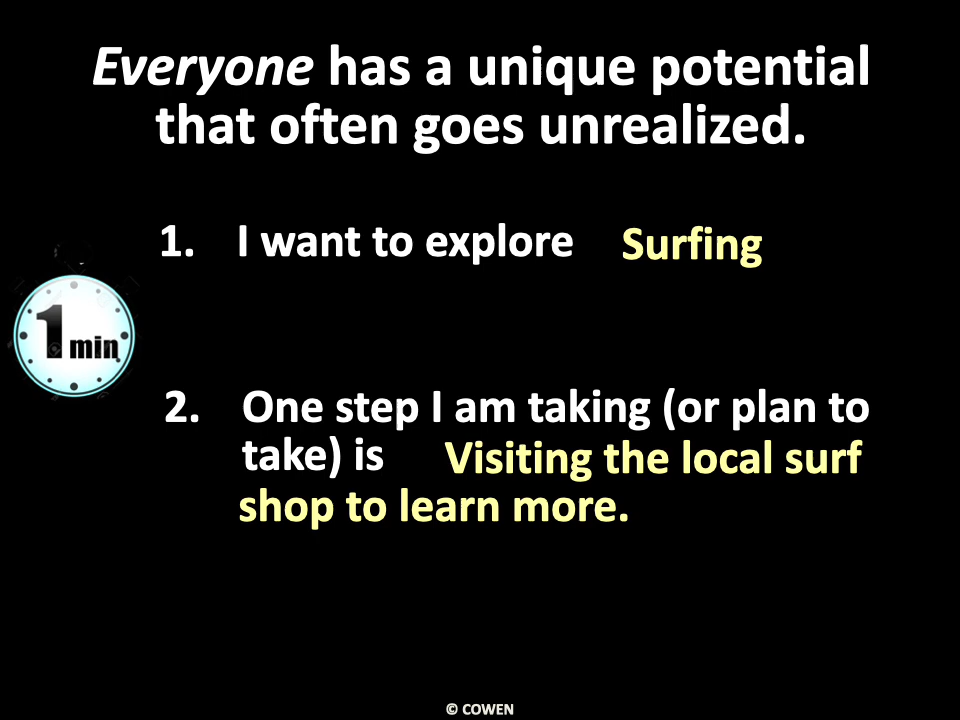 Everyone has a unique potential
that often goes unrealized.
1. I want to explore Surfing
1 min
2. One step I am taking (or plan to
take) is Visiting the local surf
shop to learn more.
© COWEN